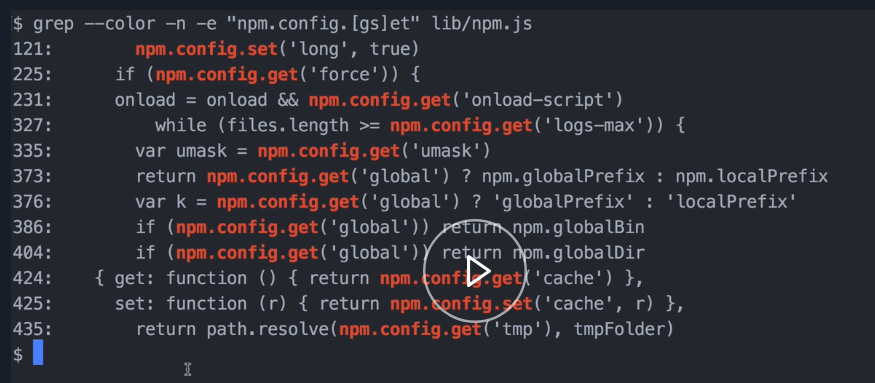 $ grep --color -n -e "npm.config.[gs]et" lib/npm.js
121:        npm.config.set('long', true)
225:      if (npm.config.get('force')) {
231:      onload = onload && npm.config.get('onload-script')
327:          while (files.length >= npm.config.get('logs-max')) {
335:        var umask = npm.config.get('umask')
373:        return npm.config.get('global') ? npm.globalPrefix : npm.localPrefix
376:        var k = npm.config.get('global') ? 'globalPrefix' : 'localPrefix'
386:        if (npm.config.get('global')) return npm.globalBin
404:        if (npm.config.get('global')) return npm.globalDir
424:    { get: function () { return npm.config.get('cache') },
425:      set: function (r) { return npm.config.set('cache', r) },
435:        return path.resolve(npm.config.get('tmp'), tmpFolder)
$